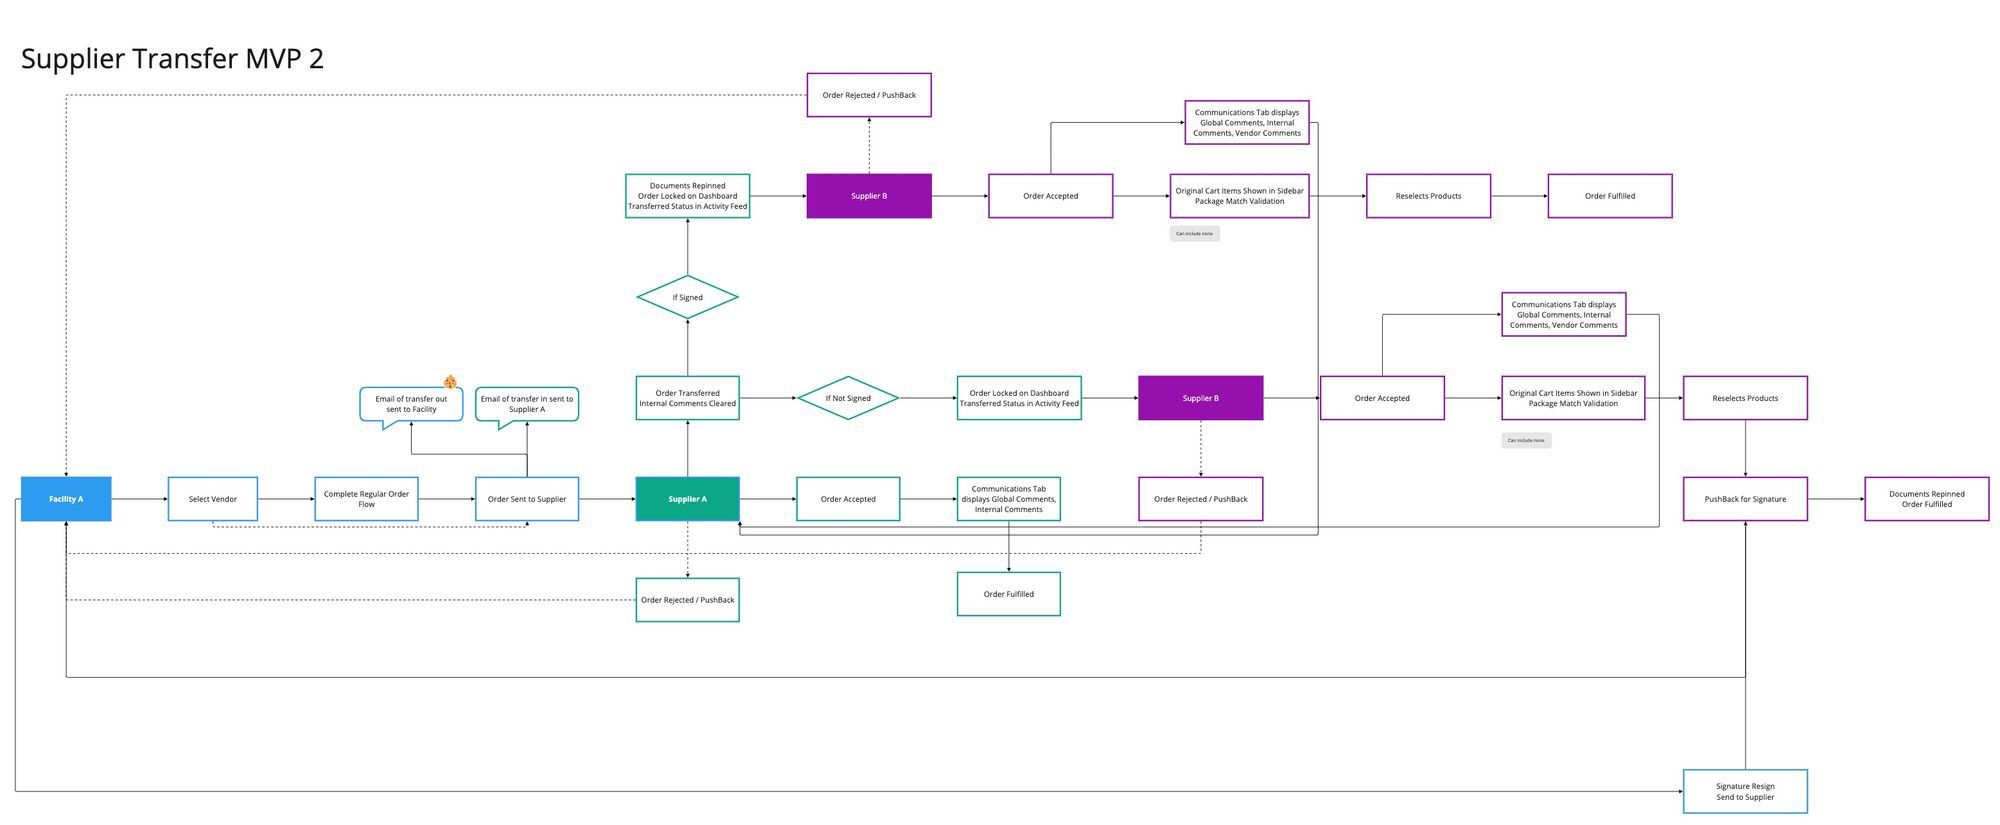 Supplier Transfer MVP 2
Order Rejected / PushBack
Communications Tab displays
Global Comments, Internal
Comments, Vendor Comments
Documents Repinned
Order Locked on Dashboard
Transferred Status in Activity Feed
Supplier B
Order Accepted
Original Cart Items Shown in Sidebar
Package Match Validation
Reselects Products
Order Fulfilled
Can include none
If Signed
Communications Tab displays
Global Comments, Internal
Comments, Vendor Comments
Email of transfer out
sent to Facility
Email of transfer in sent to
Supplier A
Order Transferred
Internal Comments Cleared
If Not Signed
Order Locked on Dashboard
Transferred Status in Activity Feed
Supplier B
Order Accepted
Original Cart Items Shown in Sidebar
Package Match Validation
Reselects Products
Can include none
Facility A
Select Vendor
Complete Regular Order
Flow
Order Sent to Supplier
Supplier A
Order Accepted
Communications Tab
displays Global Comments,
Internal Comments
Order Rejected / PushBack
PushBack for Signature
Documents Repinned
Order Fulfilled
Order Rejected / PushBack
Order Fulfilled
Signature Resign
Send to Supplier